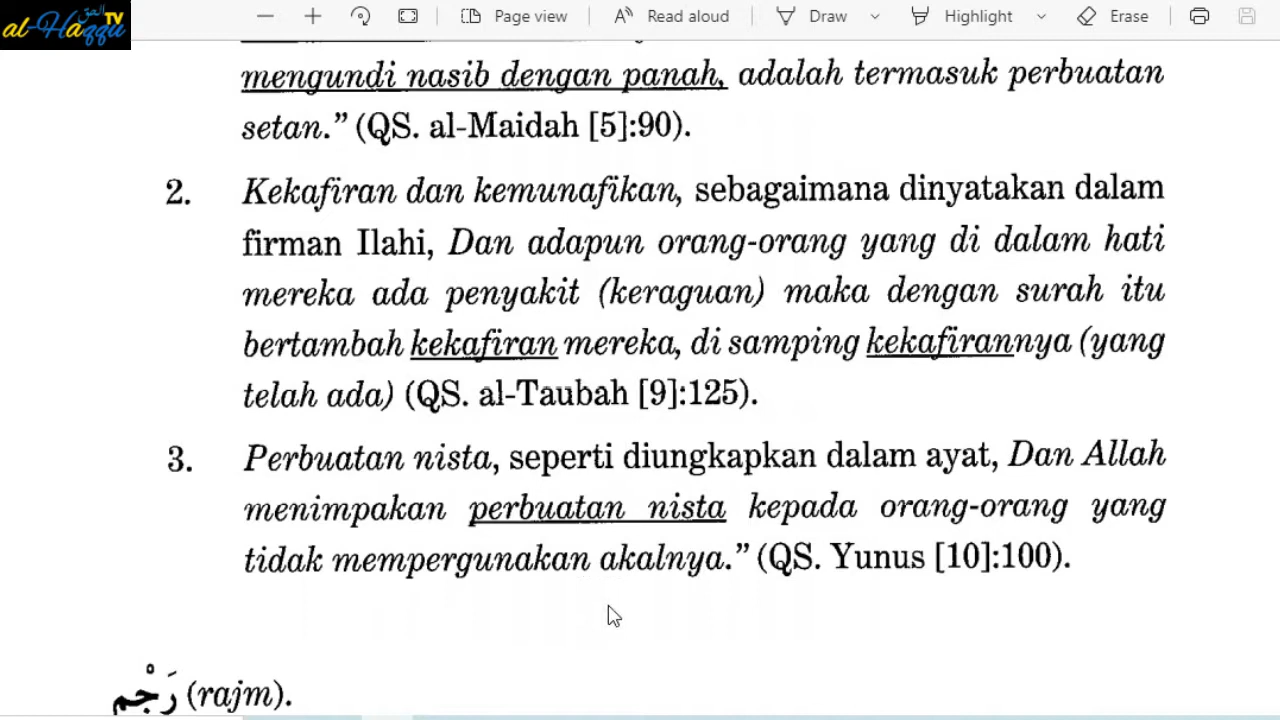 al-Haqqu TV
الحق
Page view
Read aloud
Draw
Highlight
Erase
mengundi nasib dengan panah, adalah termasuk perbuatan
setan.” (QS. al-Maidah [5]:90).
2. Kekafiran dan kemunafikan, sebagaimana dinyatakan dalam
firman Ilahi, Dan adapun orang-orang yang di dalam hati
mereka ada penyakit (keraguan) maka dengan surah itu
bertambah kekafiran mereka, di samping kekafirannya (yang
telah ada) (QS. al-Taubah [9]:125).
3. Perbuatan nista, seperti diungkapkan dalam ayat, Dan Allah
menimpakan perbuatan nista kepada orang-orang yang
tidak mempergunakan akalnya.” (QS. Yunus [10]:100).
رَجْم (rajm).